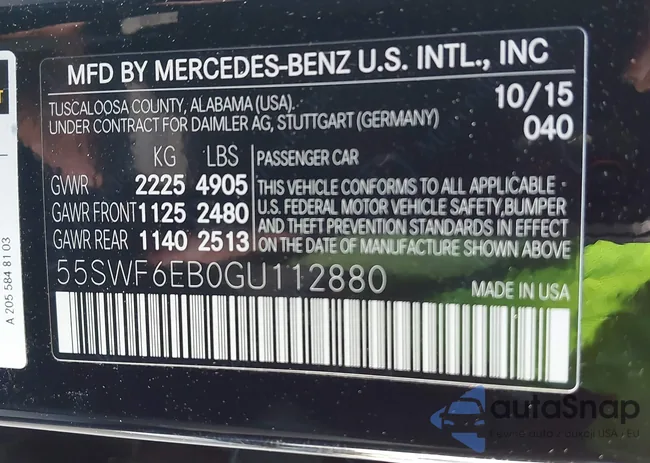 MFD BY MERCEDES-BENZ U.S. INTL., INC
TUSCALOOSA COUNTY, ALABAMA (USA).
UNDER CONTRACT FOR DAIMLER AG, STUTTGART (GERMANY)
10/15
040
KG LBS
GVWR 2225 4905
GAWR FRONT 1125 2480
GAWR REAR 1140 2513
PASSENGER CAR
THIS VEHICLE CONFORMS TO ALL APPLICABLE
U.S. FEDERAL MOTOR VEHICLE SAFETY, BUMPER
AND THEFT PREVENTION STANDARDS IN EFFECT
ON THE DATE OF MANUFACTURE SHOWN ABOVE
55SWF6EB0GU112880
MADE IN USA
A 205 584 81 03
autoSnap